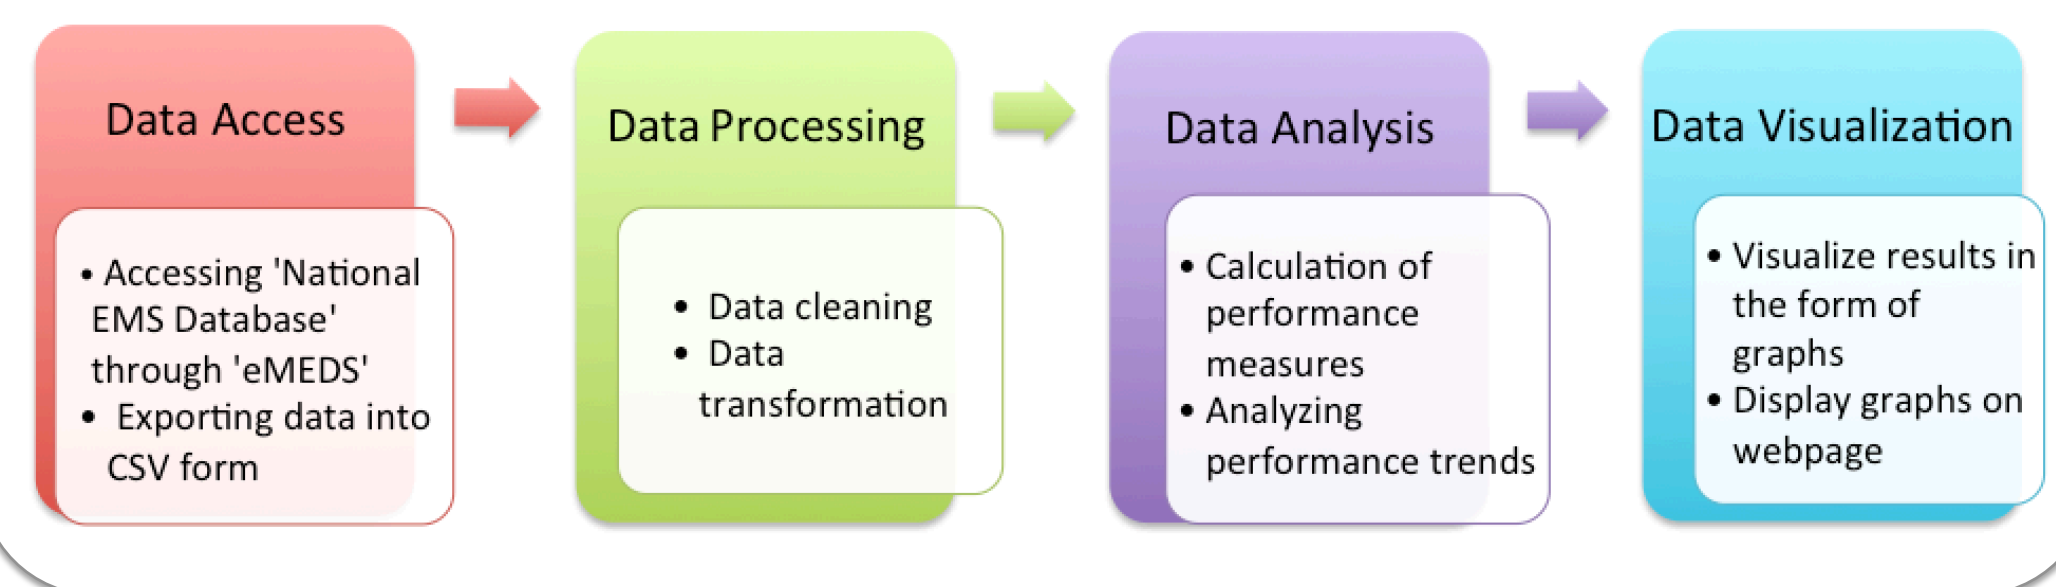 Data Access
• Accessing 'National
EMS Database'
through 'eMEDS'
• Exporting data into
CSV form
Data Processing
• Data cleaning
• Data
transformation
Data Analysis
• Calculation of
performance
measures
• Analyzing
performance trends
Data Visualization
• Visualize results in
the form of
graphs
• Display graphs on
webpage